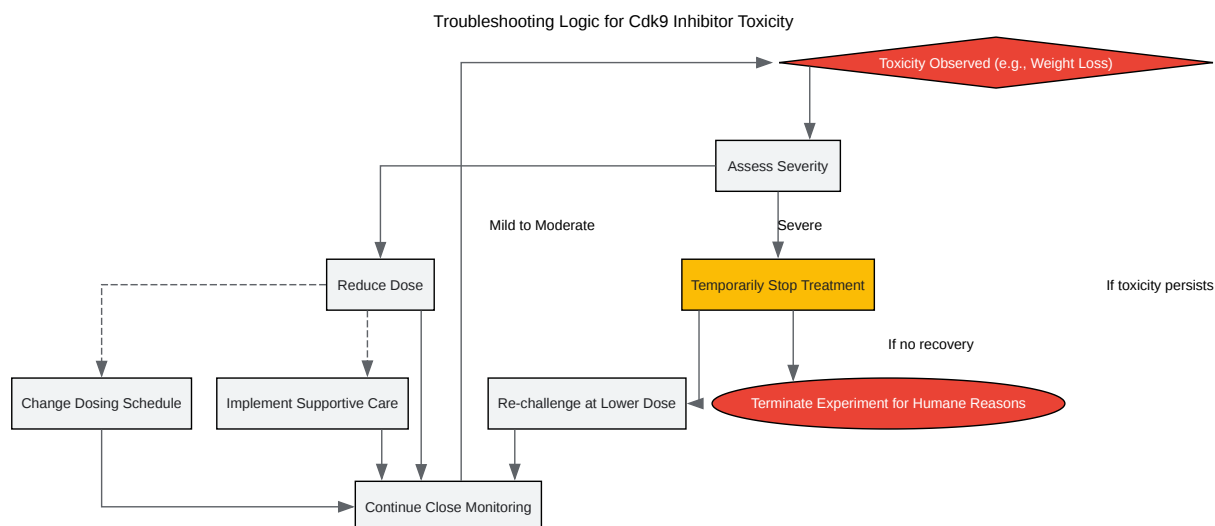 Troubleshooting Logic for Cdk9 Inhibitor Toxicity
Toxicity Observed (e.g., Weight Loss)
Assess Severity
Mild to Moderate
Severe
Reduce Dose
Temporarily Stop Treatment
If toxicity persists
If no recovery
Change Dosing Schedule
Implement Supportive Care
Re-challenge at Lower Dose
Terminate Experiment for Humane Reasons
Continue Close Monitoring